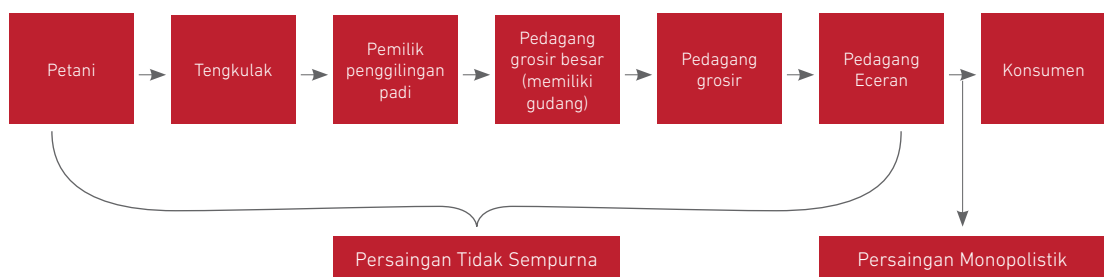 Petani
Tengkulak
Pemilik
penggilingan
padi
Pedagang
grosir besar
(memiliki
gudang)
Pedagang
grosir
Pedagang
Eceran
Konsumen
Persaingan Tidak Sempurna
Persaingan Monopolistik